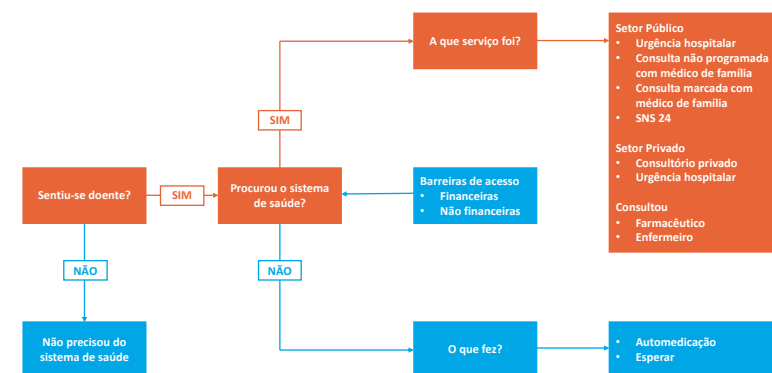 A que serviço foi?
Setor Público
• Urgência hospitalar
• Consulta não programada
com médico de família
• Consulta marcada com
médico de família
• SNS 24
Setor Privado
• Consultório privado
• Urgência hospitalar
Consultou
• Farmacêutico
• Enfermeiro
SIM
Sentiu-se doente?
SIM
Procurou o sistema
de saúde?
Barreiras de acesso
• Financeiras
• Não financeiras
NÃO
NÃO
Não precisou do
sistema de saúde
O que fez?
• Automedicação
• Esperar